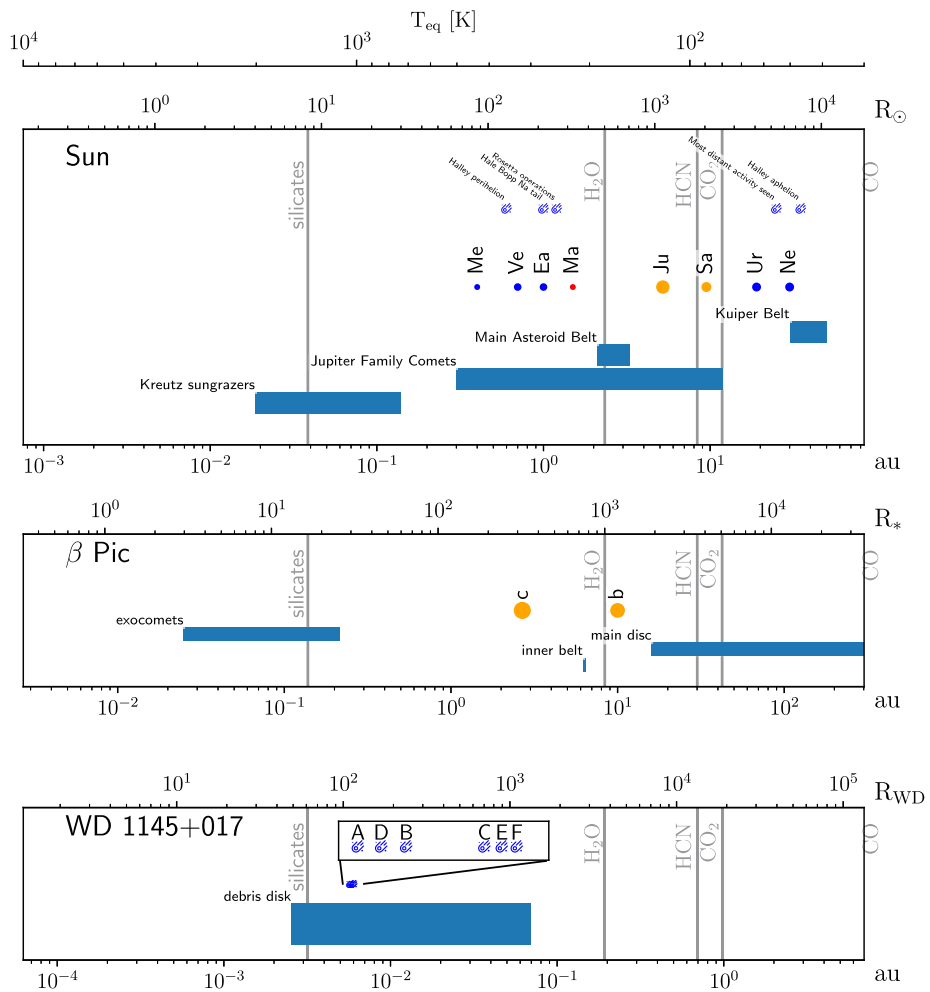 T_eq [K]
10^4 10^3 10^2
10^0 10^1 10^2 10^3 10^4 R_⊙
Sun
silicates
H_2O
HCN
CO_2
CO
Halley perihelion
Hale Bopp Na tail
Rosetta operations
Most distant activity seen
Halley aphelion
Me Ve Ea Ma Ju Sa Ur Ne
Kuiper Belt
Main Asteroid Belt
Jupiter Family Comets
Kreutz sungrazers
10^−3 10^−2 10^−1 10^0 10^1 au
10^0 10^1 10^2 10^3 10^4 R_*
β Pic
silicates
H_2O
HCN
CO_2
CO
c b
exocomets
main disc
inner belt
10^−2 10^−1 10^0 10^1 10^2 au
10^1 10^2 10^3 10^4 10^5 R_WD
WD 1145+017
silicates
H_2O
HCN
CO_2
CO
A D B C E F
debris disk
10^−4 10^−3 10^−2 10^−1 10^0 au